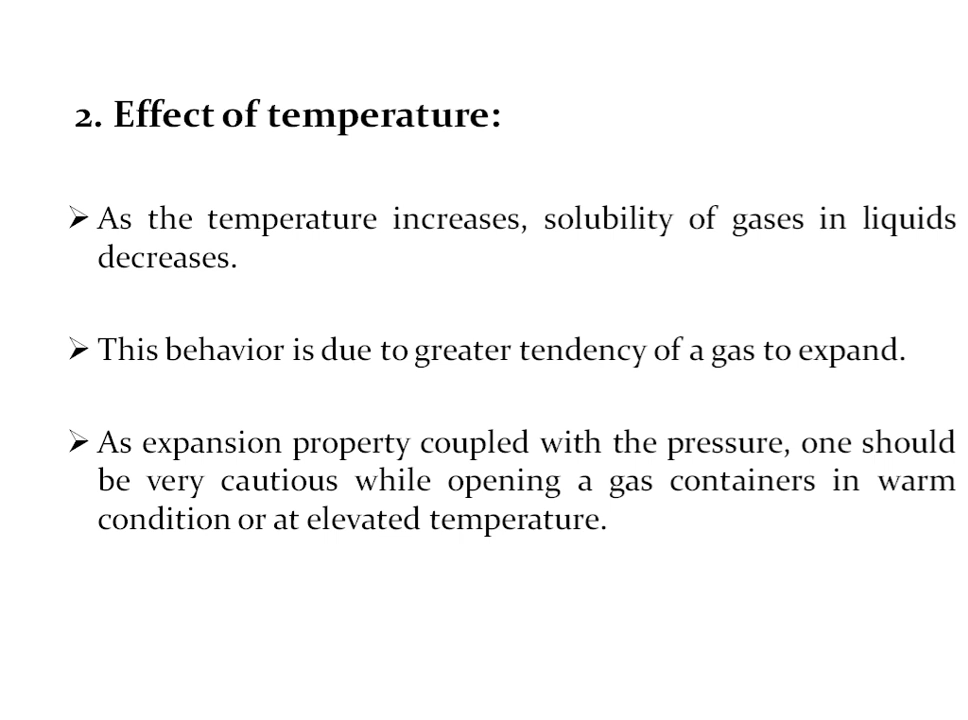 2. Effect of temperature:
➢ As the temperature increases, solubility of gases in liquids
decreases.
➢ This behavior is due to greater tendency of a gas to expand.
➢ As expansion property coupled with the pressure, one should
be very cautious while opening a gas containers in warm
condition or at elevated temperature.